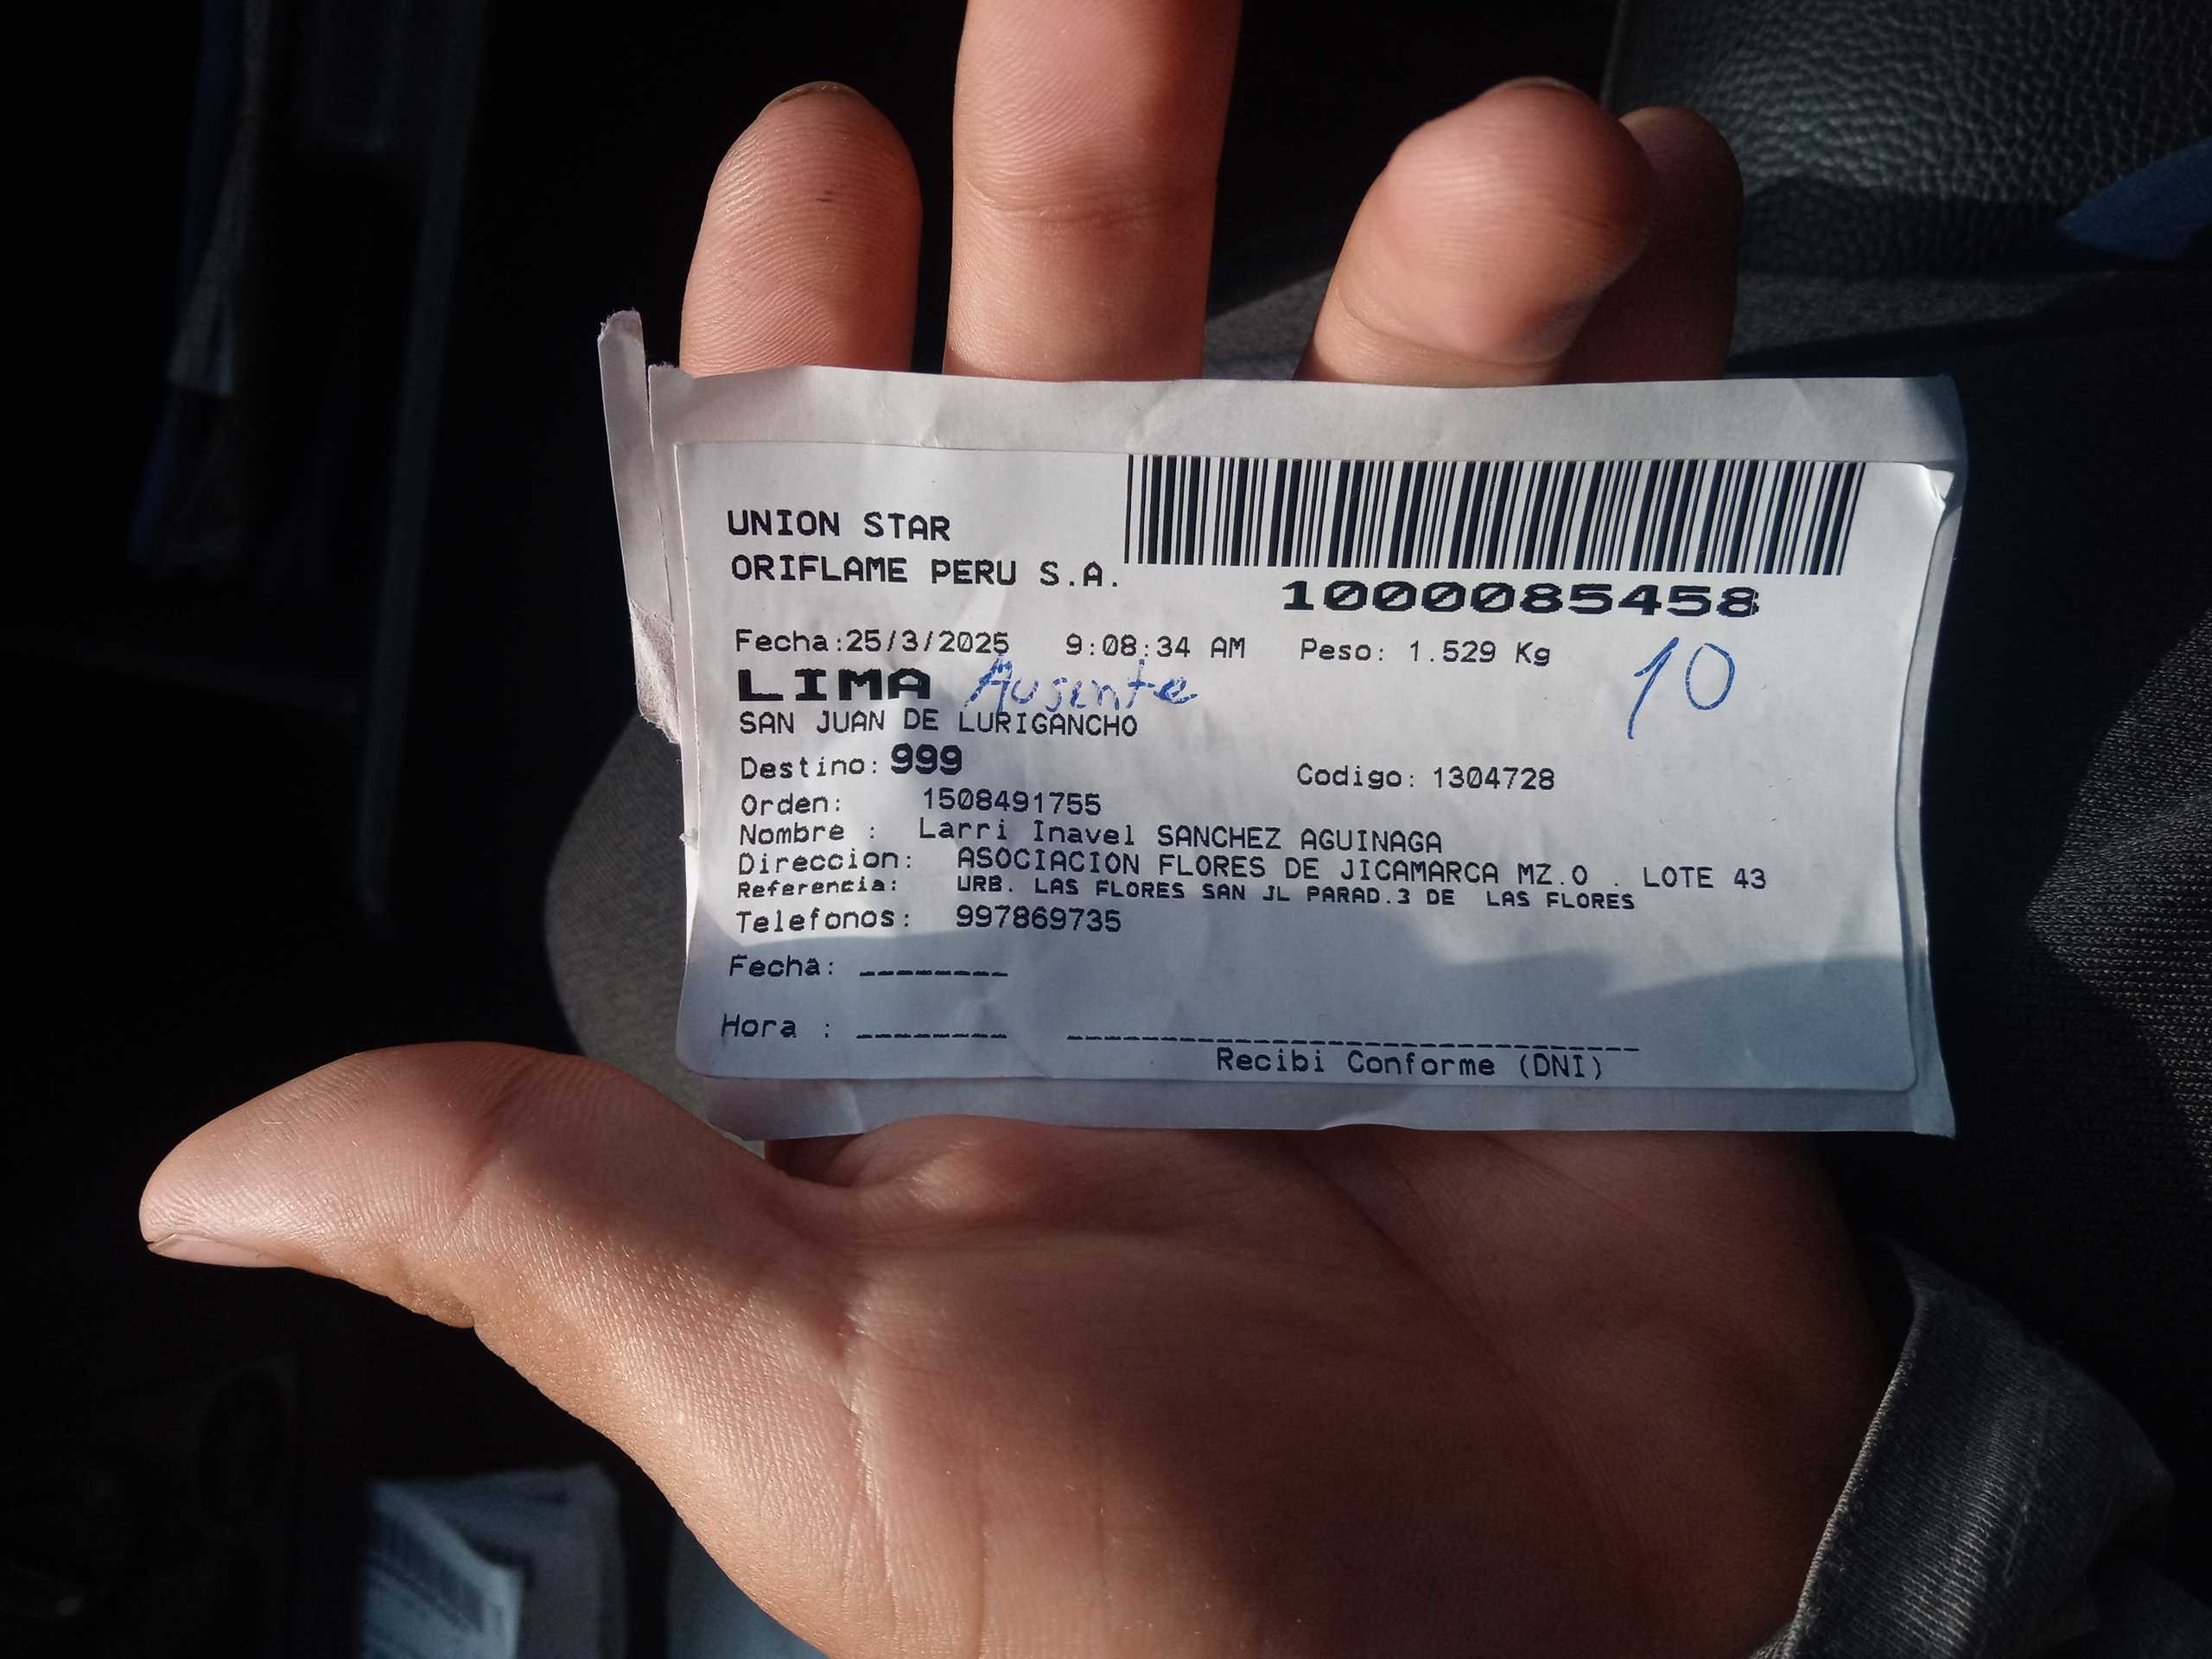 UNION STAR
ORIFLAME PERU S.A.
1000085458
Fecha:25/3/2025 9:08:34 AM Peso: 1.529 Kg
10
LIMA Ausente
SAN JUAN DE LURIGANCHO
Destino: 999 Codigo: 1304728
Orden: 1508491755
Nombre : Larri Inavel SANCHEZ AGUINAGA
Direccion: ASOCIACION FLORES DE JICAMARCA MZ.O . LOTE 43
Referencia: URB. LAS FLORES SAN JL PARAD.3 DE LAS FLORES
Telefonos: 997869735
Fecha: _________
Hora : _________ _________________________________
Recibi Conforme (DNI)